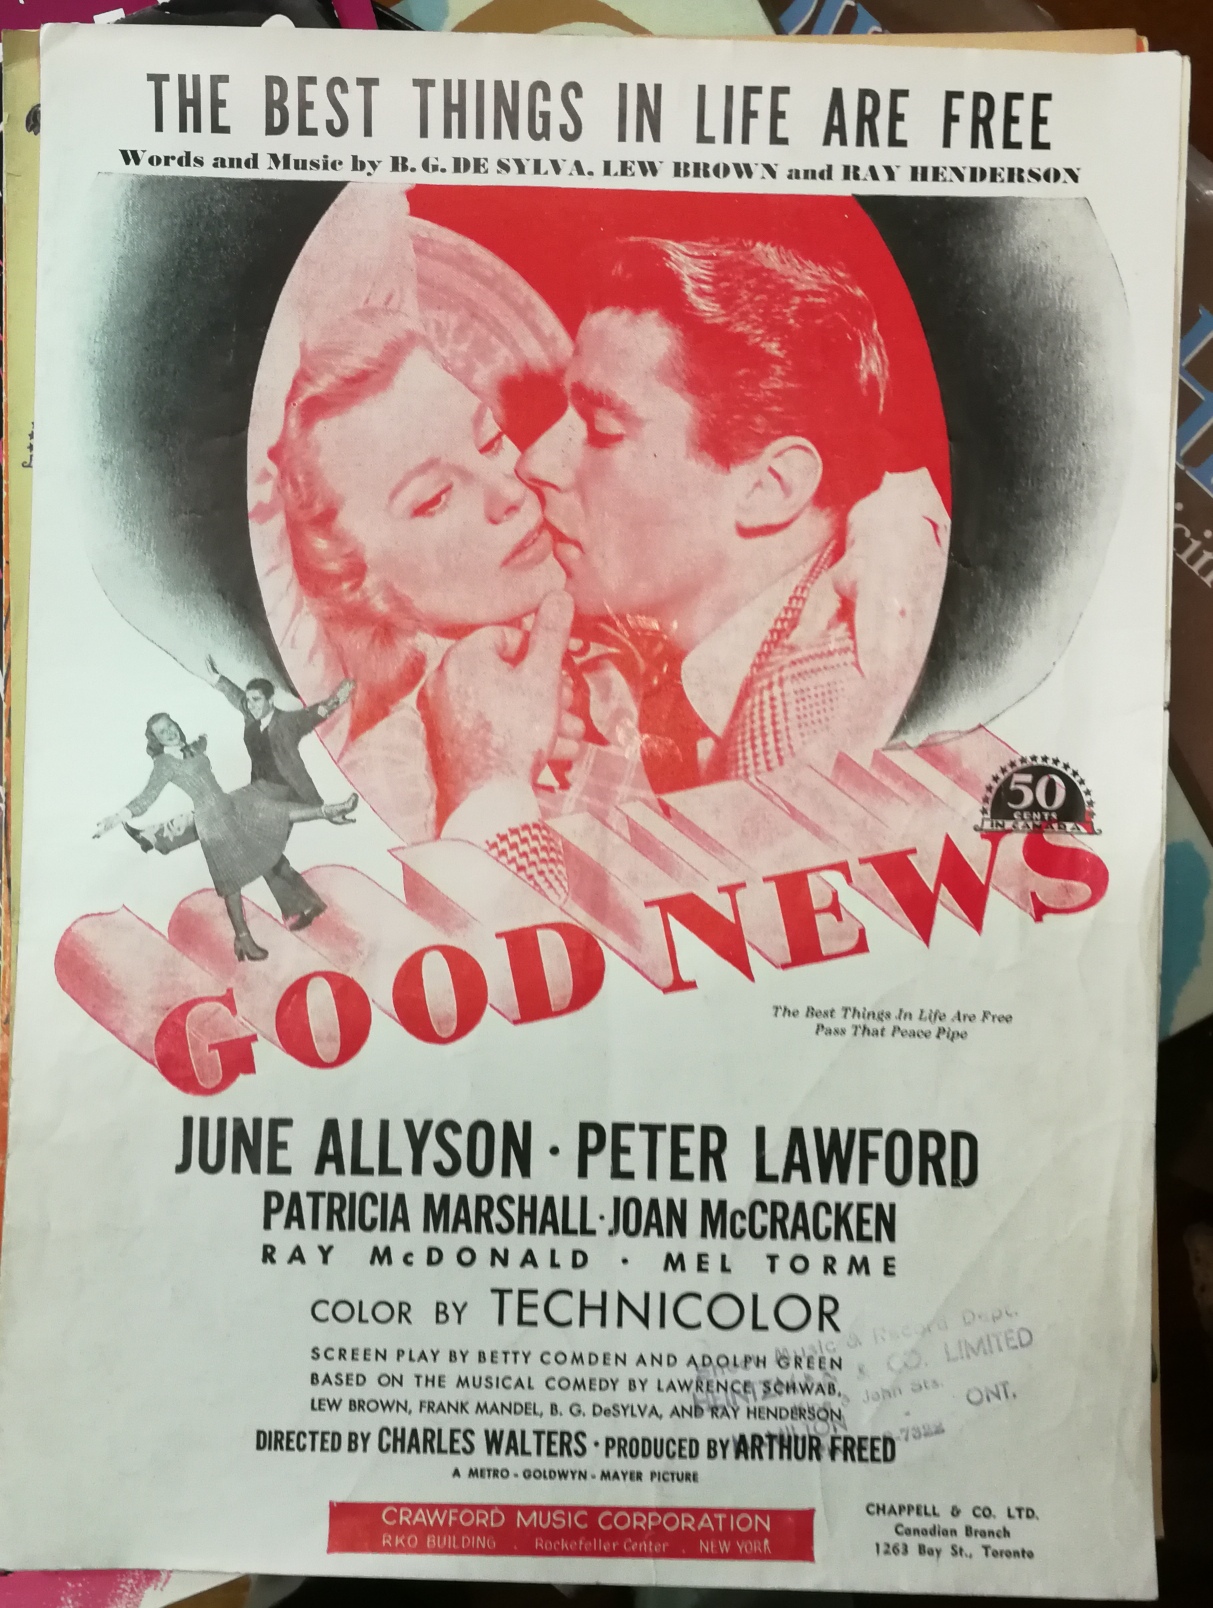 THE BEST THINGS IN LIFE ARE FREE
Words and Music by B. G. DE SYLVA, LEW BROWN and RAY HENDERSON
50
CENTS
IN CANADA
GOOD NEWS
The Best Things In Life Are Free
Pass That Peace Pipe
JUNE ALLYSON · PETER LAWFORD
PATRICIA MARSHALL · JOAN McCRACKEN
RAY McDONALD · MEL TORME
COLOR BY TECHNICOLOR
SCREEN PLAY BY BETTY COMDEN AND ADOLPH GREEN
BASED ON THE MUSICAL COMEDY BY LAWRENCE SCHWAB,
LEW BROWN, FRANK MANDEL, B. G. DeSYLVA, AND RAY HENDERSON
DIRECTED BY CHARLES WALTERS · PRODUCED BY ARTHUR FREED
A METRO - GOLDWYN - MAYER PICTURE
Music & Record Dept.
& CO. LIMITED
John Sts.
ONT.
CRAWFORD MUSIC CORPORATION
RKO BUILDING . Rockefeller Center . NEW YORK
CHAPPELL & CO. LTD.
Canadian Branch
1263 Bay St., Toronto